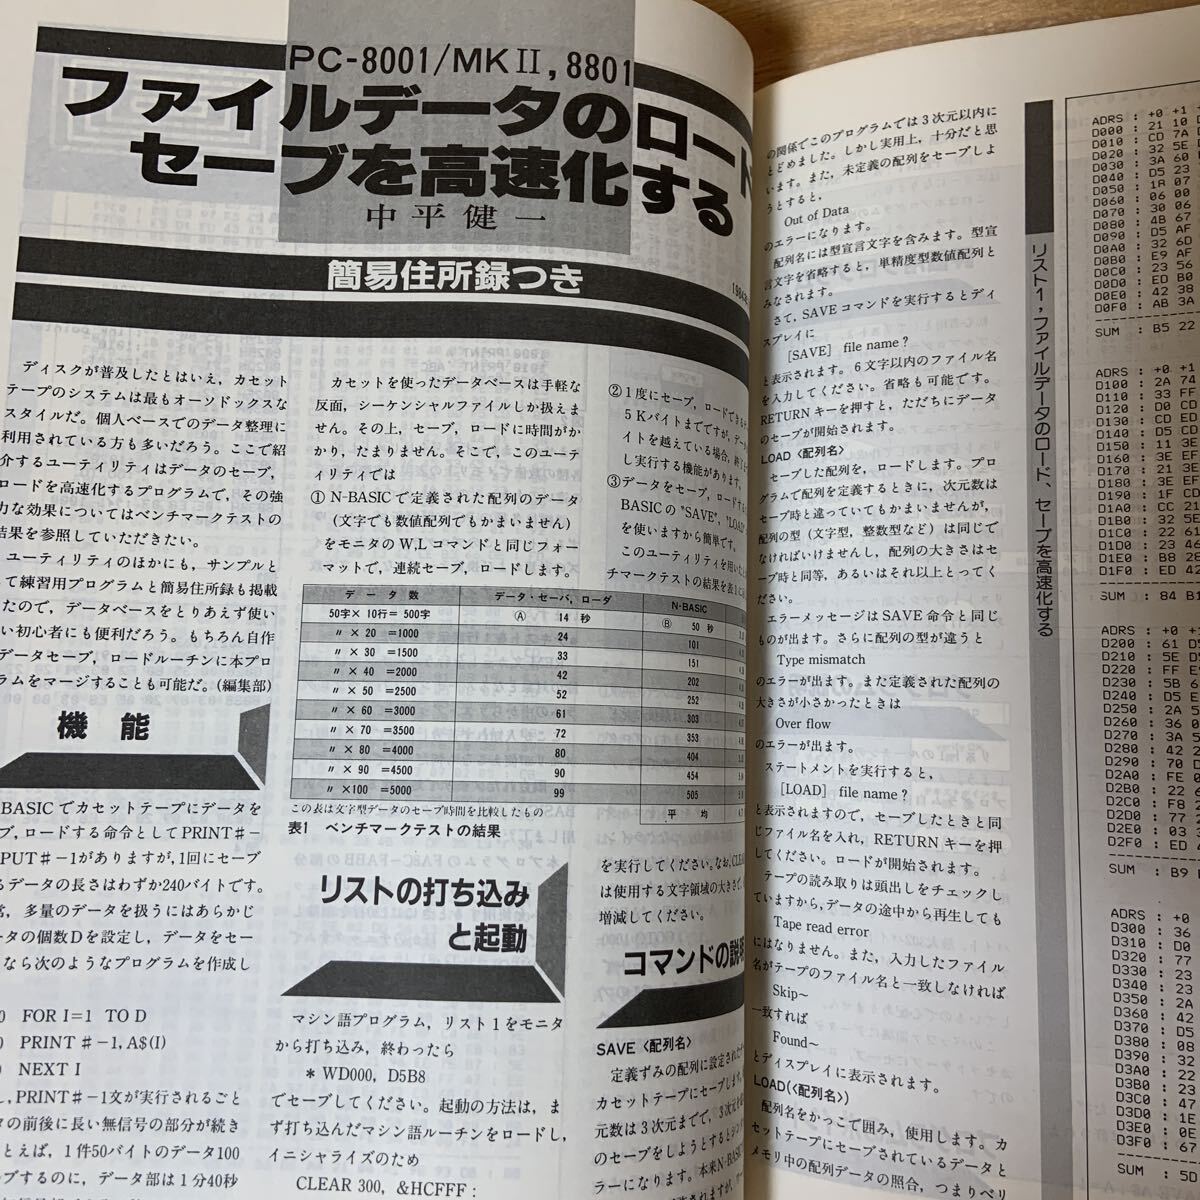 PC-8001/MKⅡ, 8801
ファイルデータのロード
セーブを高速化する
中平健一
簡易住所録つき
ディスクが普及したとはいえ，カセット
テープのシステムは最もオーソドックスな
スタイルだ。個人ベースでのデータ整理に
利用されている方も多いだろう。ここで紹
介するユーティリティはデータのセーブ，
ロードを高速化するプログラムで，その強
力な効果についてはベンチマークテストの
結果を参照していただきたい。
ユーティリティのほかにも，サンプルと
て練習用プログラムと簡易住所録も掲載
たので，データベースをとりあえず使い
い初心者にも便利だろう。もちろん自作
データセーブ，ロードルーチンに本プロ
ラムをマージすることも可能だ。(編集部)
機 能
BASICでカセットテープにデータを
ブ，ロードする命令としてPRINT#-
PUT#-1がありますが，1回にセーブ
るデータの長さはわずか240バイトです。
常，多量のデータを扱うにはあらかじ
ータの個数Dを設定し，データをセー
なら次のようなプログラムを作成し
0 FOR I=1 TO D
0 PRINT #-1, A$(I)
0 NEXT I
し，PRINT#-1文が実行されるごと
タの前後に長い無信号の部分が続き
とえば，1件50バイトのデータ100
ーブするのに，データ部は1分40秒
カセットを使ったデータベースは手軽な
反面，シーケンシャルファイルしか扱えま
せん。その上，セーブ，ロードに時間がか
かり，たまりません。そこで，このユーテ
ィリティでは
① N-BASICで定義された配列のデータ
(文字でも数値配列でもかまいません)
をモニタのW,Lコマンドと同じフォー
マットで，連続セーブ，ロードします。
②1度にセーブ，ロードできる
5Kバイトまでですが，デー
イトを越えている場合，終
し実行する機能があります。
③データをセーブ，ロードする
BASICの"SAVE"，"LOAD"
を使いますから簡単です。
このユーティリティを用いた
チマークテストの結果を表1に
データ数 データ・セーバ，ローダ N-BASIC
50字× 10行= 500字 Ⓐ 14 秒 Ⓑ 50 秒
〃 × 20 =1000 24 101
〃 × 30 =1500 33 151
〃 × 40 =2000 42 202
〃 × 50 =2500 52 252
〃 × 60 =3000 61 303
〃 × 70 =3500 72 353
〃 × 80 =4000 80 404
〃 × 90 =4500 90 454
〃 ×100 =5000 99 505
平 均
この表は文字型データのセーブ時間を比較したもの
表1 ベンチマークテストの結果
リストの打ち込み
と起動
マシン語プログラム，リスト1をモニタ
から打ち込み，終わったら
* WD000, D5B8
でセーブしてください。起動の方法は，ま
ず打ち込んだマシン語ルーチンをロードし，
イニシャライズのため
CLEAR 300, &HCFFF :
を実行してください。なお，CLEA
は使用する文字領域の大きさで，
増減してください。
コマンドの説明
SAVE〈配列名〉
定義ずみの配列に設定された
カセットテープにセーブします。
元数は3次元までで，3次元を
のセーブをしようとすると
ラーになります。本来N-BASI
の関係でこのプログラムでは3次元以内に
とどめました。しかし実用上，十分だと思
います。また，未定義の配列をセーブしよ
うとすると，
Out of Data
のエラーになります。
配列名には型宣言文字を含みます。型宣
言文字を省略すると，単精度型数値配列と
みなされます。
さて，SAVEコマンドを実行するとディ
スプレイに
[SAVE] file name ?
と表示されます。6文字以内のファイル名
を入力してください。省略も可能です。
RETURNキーを押すと，ただちにデータ
のセーブが開始されます。
LOAD〈配列名〉
セーブした配列を，ロードします。プロ
グラムで配列を定義するときに，次元数は
セーブ時と違っていてもかまいませんが，
配列の型（文字型，整数型など）は同じで
なければいけませんし，配列の大きさはセ
ーブ時と同等，あるいはそれ以上とってく
ださい。
エラーメッセージはSAVE命令と同じ
ものが出ます。さらに配列の型が違うと
Type mismatch
のエラーが出ます。また定義された配列の
大きさが小さかったときは
Over flow
のエラーが出ます。
ステートメントを実行すると，
[LOAD] file name ?
と表示されますので，セーブしたときと同
じファイル名を入れ，RETURNキーを押
してください。ロードが開始されます。
テープの読み取りは頭出しをチェックし
ていますから，データの途中から再生しても
Tape read error
にはなりません。また，入力したファイル
名がテープのファイル名と一致しなければ
Skip~
一致すれば
Found~
とディスプレイに表示されます。
LOAD(〈配列名〉)
配列名をかっこで囲み，使用します。カ
セットテープにセーブされているデータと
メモリ中の配列データの照合，つまりベリ
リスト1，ファイルデータのロード、セーブを高速化する
ADRS : +0 +1
D000 : 21 10
D010 : CD 7A
D020 : 32 5E
D030 : 3A 60
D040 : D5 23
D050 : 1A 07
D060 : 06 00
D070 : 30 06
D080 : 4B 67
D090 : D5 AF
D0A0 : 32 6D
D0B0 : E9 AF
D0C0 : 23 56
D0D0 : ED B0
D0E0 : 42 38
D0F0 : AB 3A
SUM : B5 22
ADRS : +0 +1
D100 : 2A 74
D110 : 33 FF
D120 : D0 CD
D130 : CD ED
D140 : D5 ED
D150 : 11 3E
D160 : 21 EF
D170 : 3E EF
D180 : 3E EF
D190 : 1F CD
D1A0 : CC 21
D1B0 : 32 5E
D1C0 : 22 61
D1D0 : 23 46
D1E0 : B8 28
D1F0 : ED 42
SUM : 84 B1
ADRS : +0 +1
D200 : 61 D5
D210 : 5E D5
D220 : FF E
D230 : 5B 6
D240 : D5 E
D250 : 2A 5
D260 : 36 0
D270 : 3A 5
D280 : 42 2
D290 : 70 D
D2A0 : FE 0
D2B0 : 22 6
D2C0 : F8 2
D2D0 : 77 2
D2E0 : 03 3
D2F0 : ED 4
SUM : B9
ADRS : +0
D300 : 36
D310 : D0
D320 : 77
D330 : 23
D340 : 23
D350 : 2A
D360 : 42
D370 : D5
D380 : 08
D390 : 32
D3A0 : 22
D3B0 : 23
D3C0 : 47
D3D0 : 1E
D3E0 : 0E
D3F0 : 67
SUM : 5D